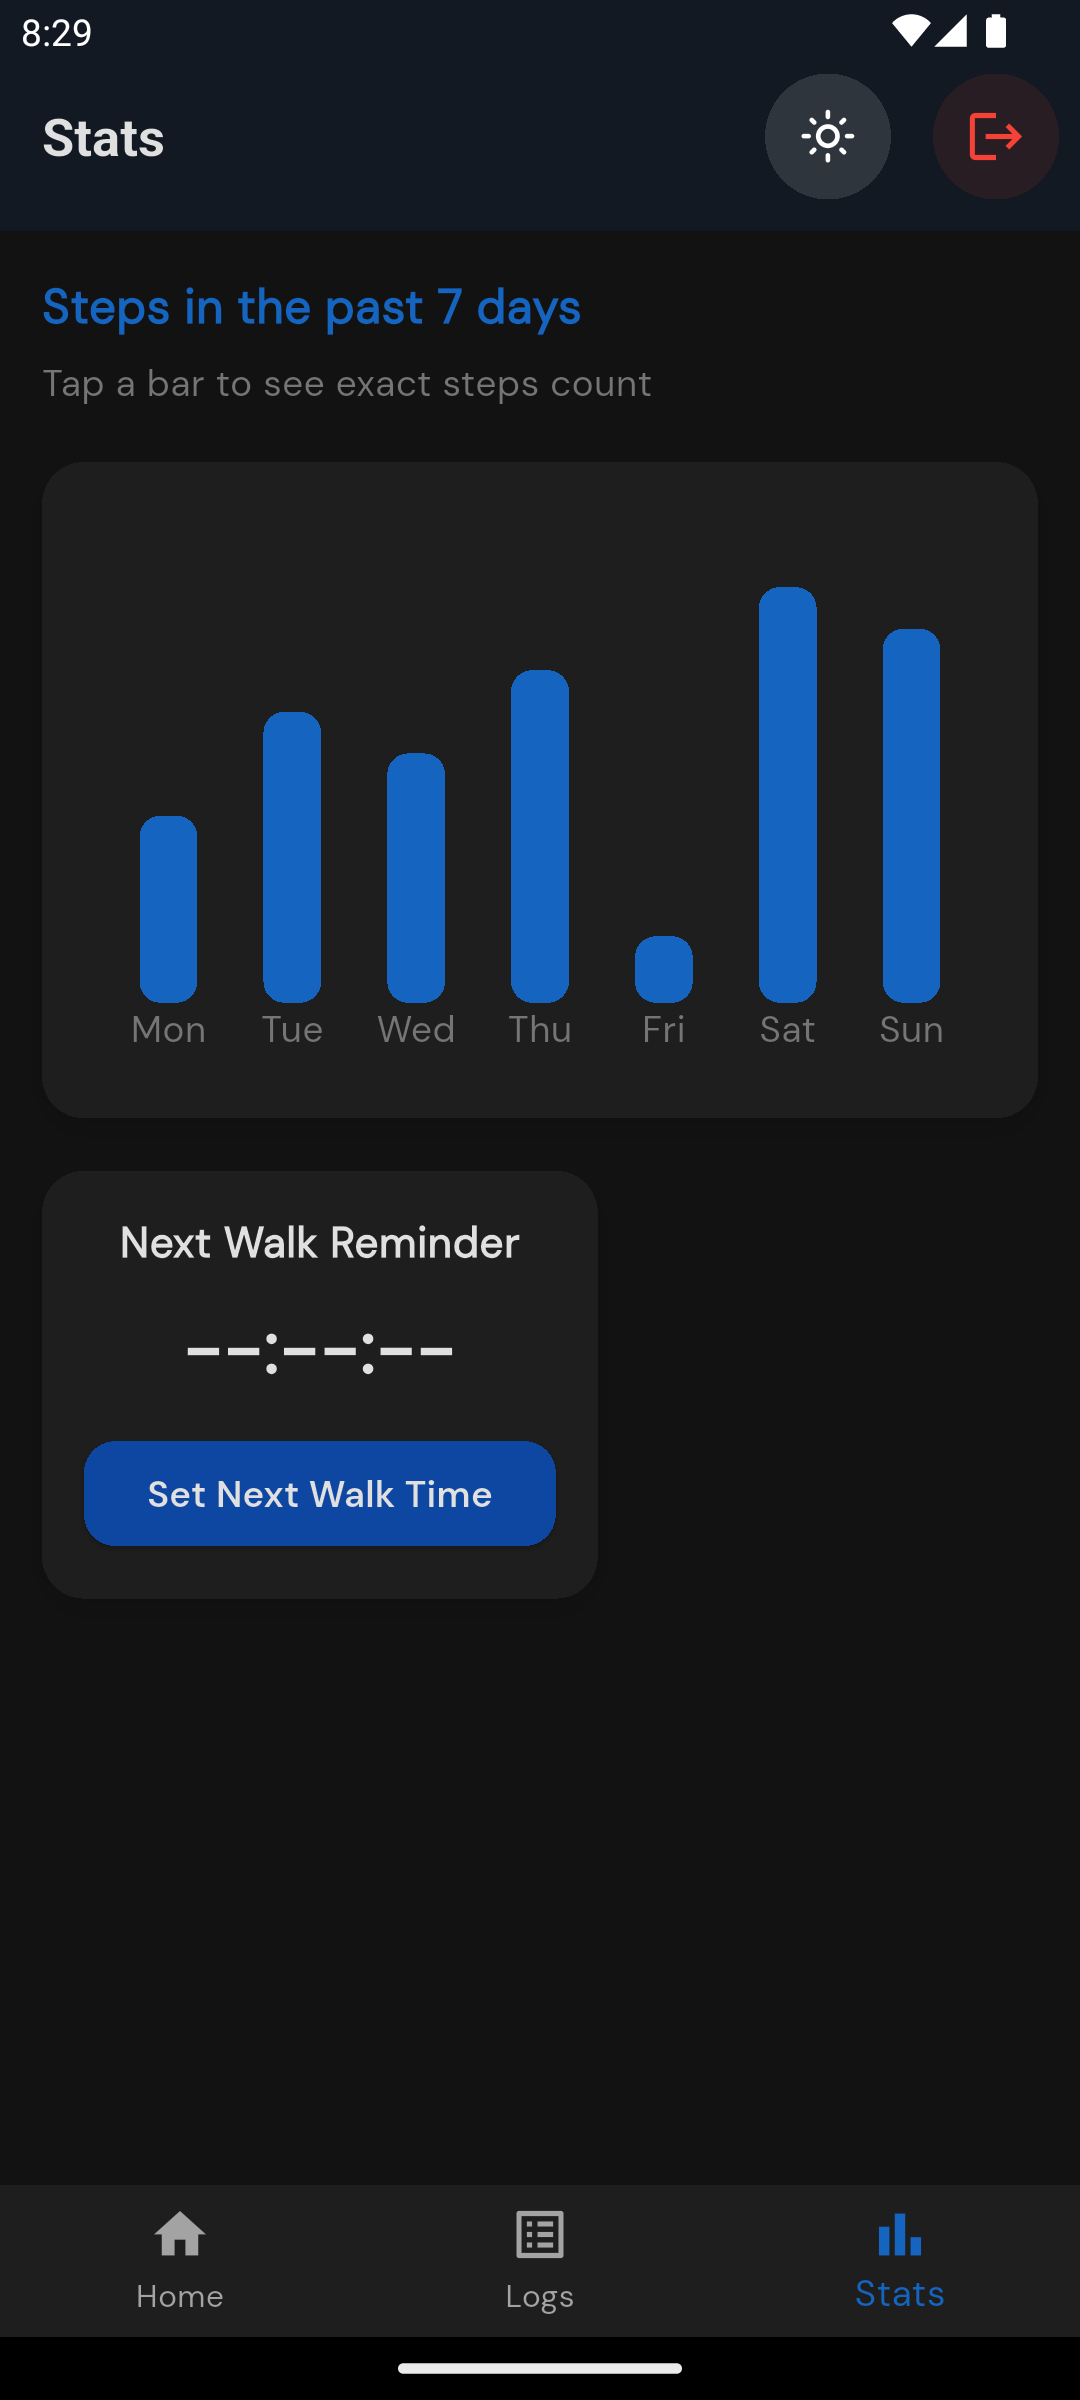 8:29
Stats
Steps in the past 7 days
Tap a bar to see exact steps count
Mon Tue Wed Thu Fri Sat Sun
Next Walk Reminder
--:--:--
Set Next Walk Time
Home Logs Stats